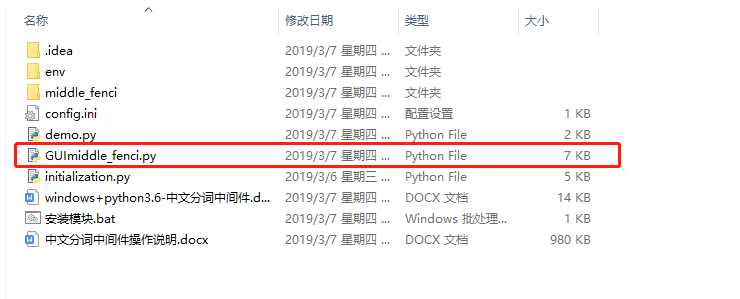 名称 修改日期 类型 大小
.idea 2019/3/7 星期四 ... 文件夹
env 2019/3/7 星期四 ... 文件夹
middle_fenci 2019/3/7 星期四 ... 文件夹
config.ini 2019/3/7 星期四 ... 配置设置 1 KB
demo.py 2019/3/7 星期四 ... Python File 2 KB
GUImiddle_fenci.py 2019/3/7 星期四 ... Python File 7 KB
initialization.py 2019/3/6 星期三 ... Python File 5 KB
windows+python3.6-中文分词中间件.d... 2019/3/7 星期四 ... DOCX 文档 14 KB
安装模块.bat 2019/3/7 星期四 ... Windows 批处理... 1 KB
中文分词中间件操作说明.docx 2019/3/7 星期四 ... DOCX 文档 980 KB